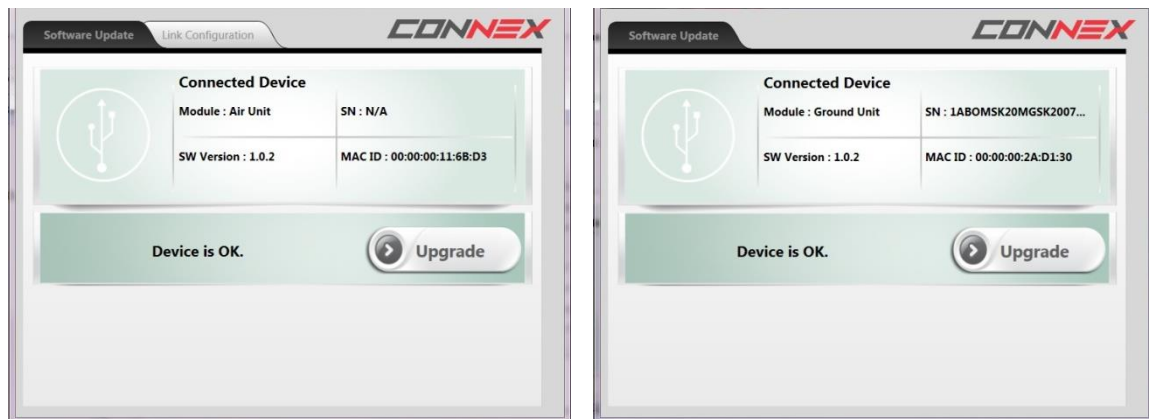 Software Update Link Configuration CONNEX
Connected Device
Module : Air Unit SN : N/A
SW Version : 1.0.2 MAC ID : 00:00:00:11:6B:D3
Device is OK. Upgrade
Software Update CONNEX
Connected Device
Module : Ground Unit SN : 1ABOMSK20MGSK2007...
SW Version : 1.0.2 MAC ID : 00:00:00:2A:D1:30
Device is OK. Upgrade